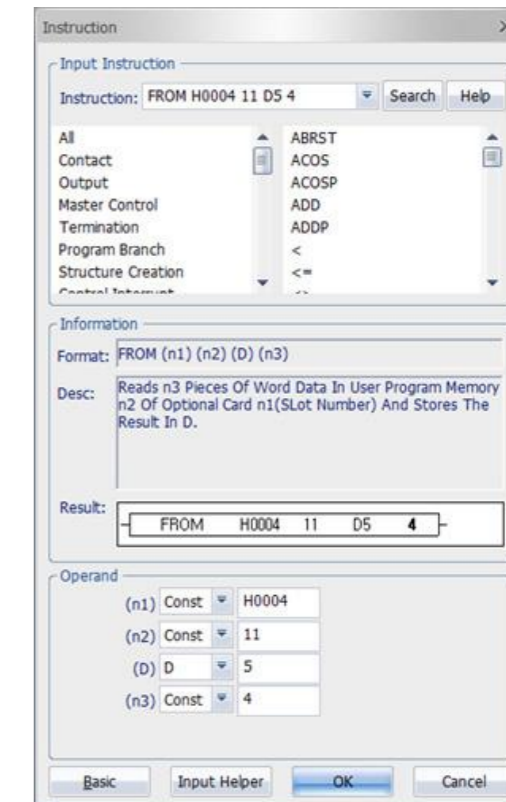 Instruction
Input Instruction
Instruction: FROM H0004 11 D5 4 Search Help
All
Contact
Output
Master Control
Termination
Program Branch
Structure Creation
Control Interrupt
ABRST
ACOS
ACOSP
ADD
ADDP
<
<=
Information
Format: FROM (n1) (n2) (D) (n3)
Desc: Reads n3 Pieces Of Word Data In User Program Memory
n2 Of Optional Card n1(SLot Number) And Stores The
Result In D.
Result: FROM H0004 11 D5 4
Operand
(n1) Const H0004
(n2) Const 11
(D) D 5
(n3) Const 4
Basic Input Helper OK Cancel